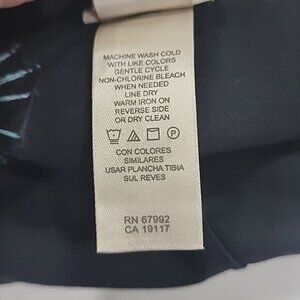 MACHINE WASH COLD
WITH LIKE COLORS
GENTLE CYCLE
NON-CHLORINE BLEACH
WHEN NEEDED
LINE DRY
WARM IRON ON
REVERSE SIDE
OR DRY CLEAN
P
CON COLORES
SIMILARES
USAR PLANCHA TIBIA
SUL REVES
RN 67992
CA 19117